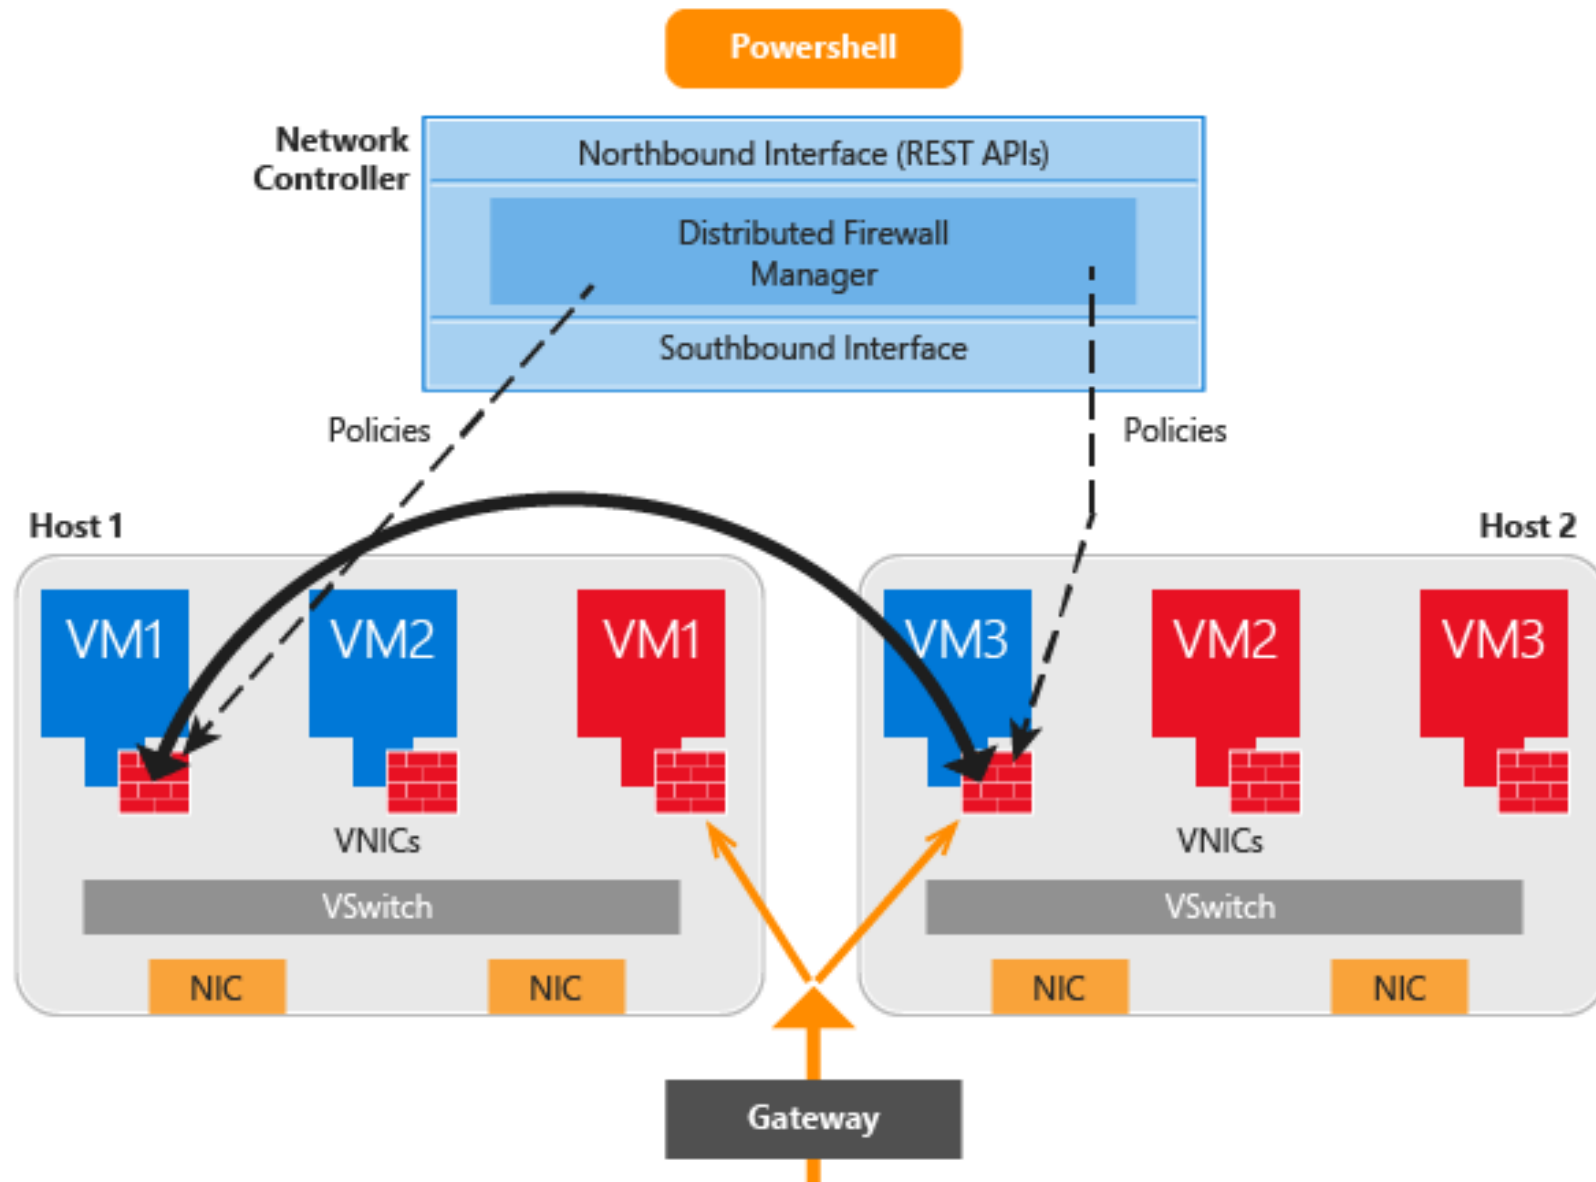 Powershell
Network
Controller
Northbound Interface (REST APIs)
Distributed Firewall
Manager
Southbound Interface
Policies
Policies
Host 1
Host 2
VM1
VM2
VM1
VM3
VM2
VM3
VNICs
VNICs
VSwitch
VSwitch
NIC
NIC
NIC
NIC
Gateway